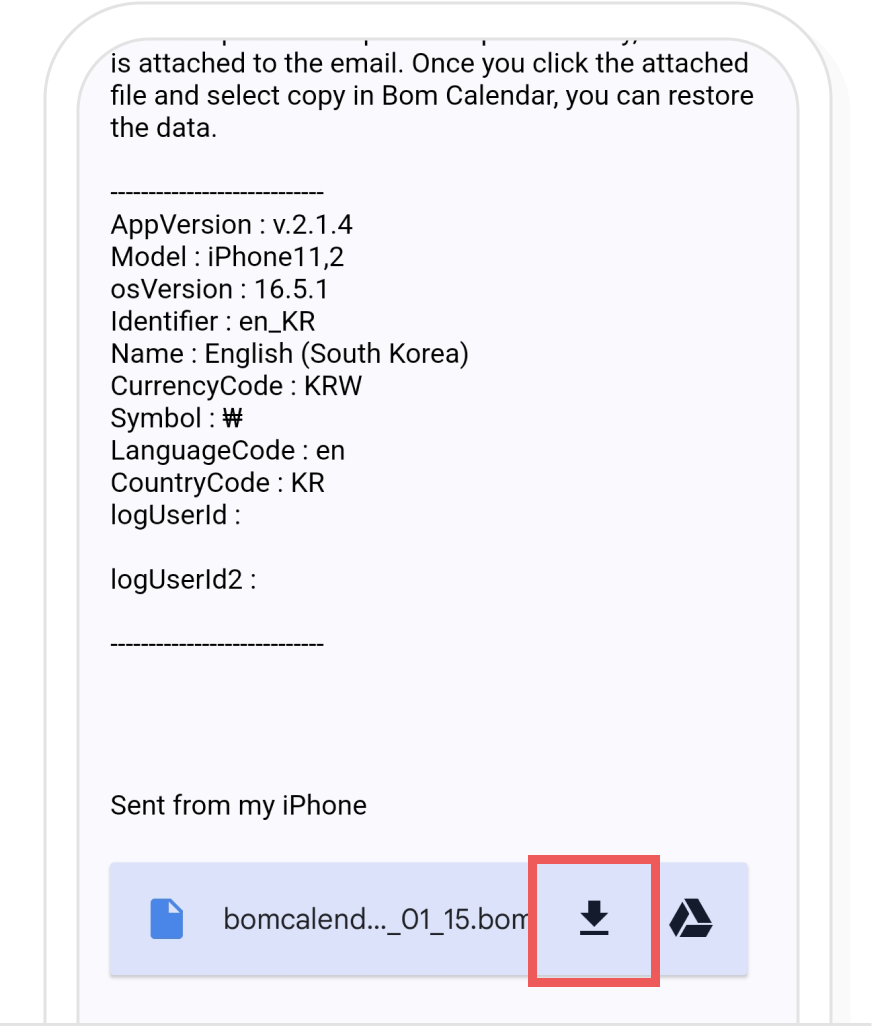 is attached to the email. Once you click the attached
file and select copy in Bom Calendar, you can restore
the data.
----------------------------
AppVersion : v.2.1.4
Model : iPhone11,2
osVersion : 16.5.1
Identifier : en_KR
Name : English (South Korea)
CurrencyCode : KRW
Symbol : ₩
LanguageCode : en
CountryCode : KR
logUserId :
logUserId2 :
----------------------------
Sent from my iPhone
bomcalend..._01_15.bom